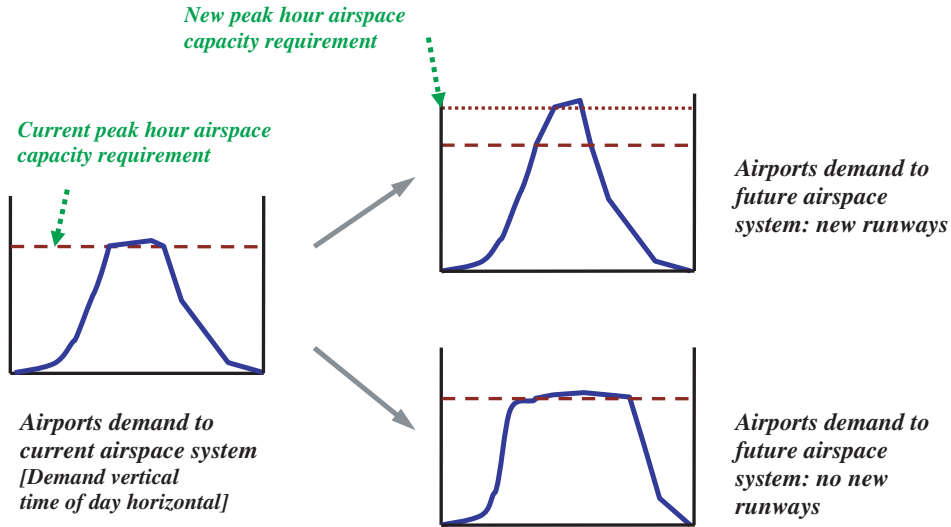 New peak hour airspace
capacity requirement
Current peak hour airspace
capacity requirement
Airports demand to
future airspace
system: new runways
Airports demand to
current airspace system
[Demand vertical
time of day horizontal]
Airports demand to
future airspace
system: no new
runways